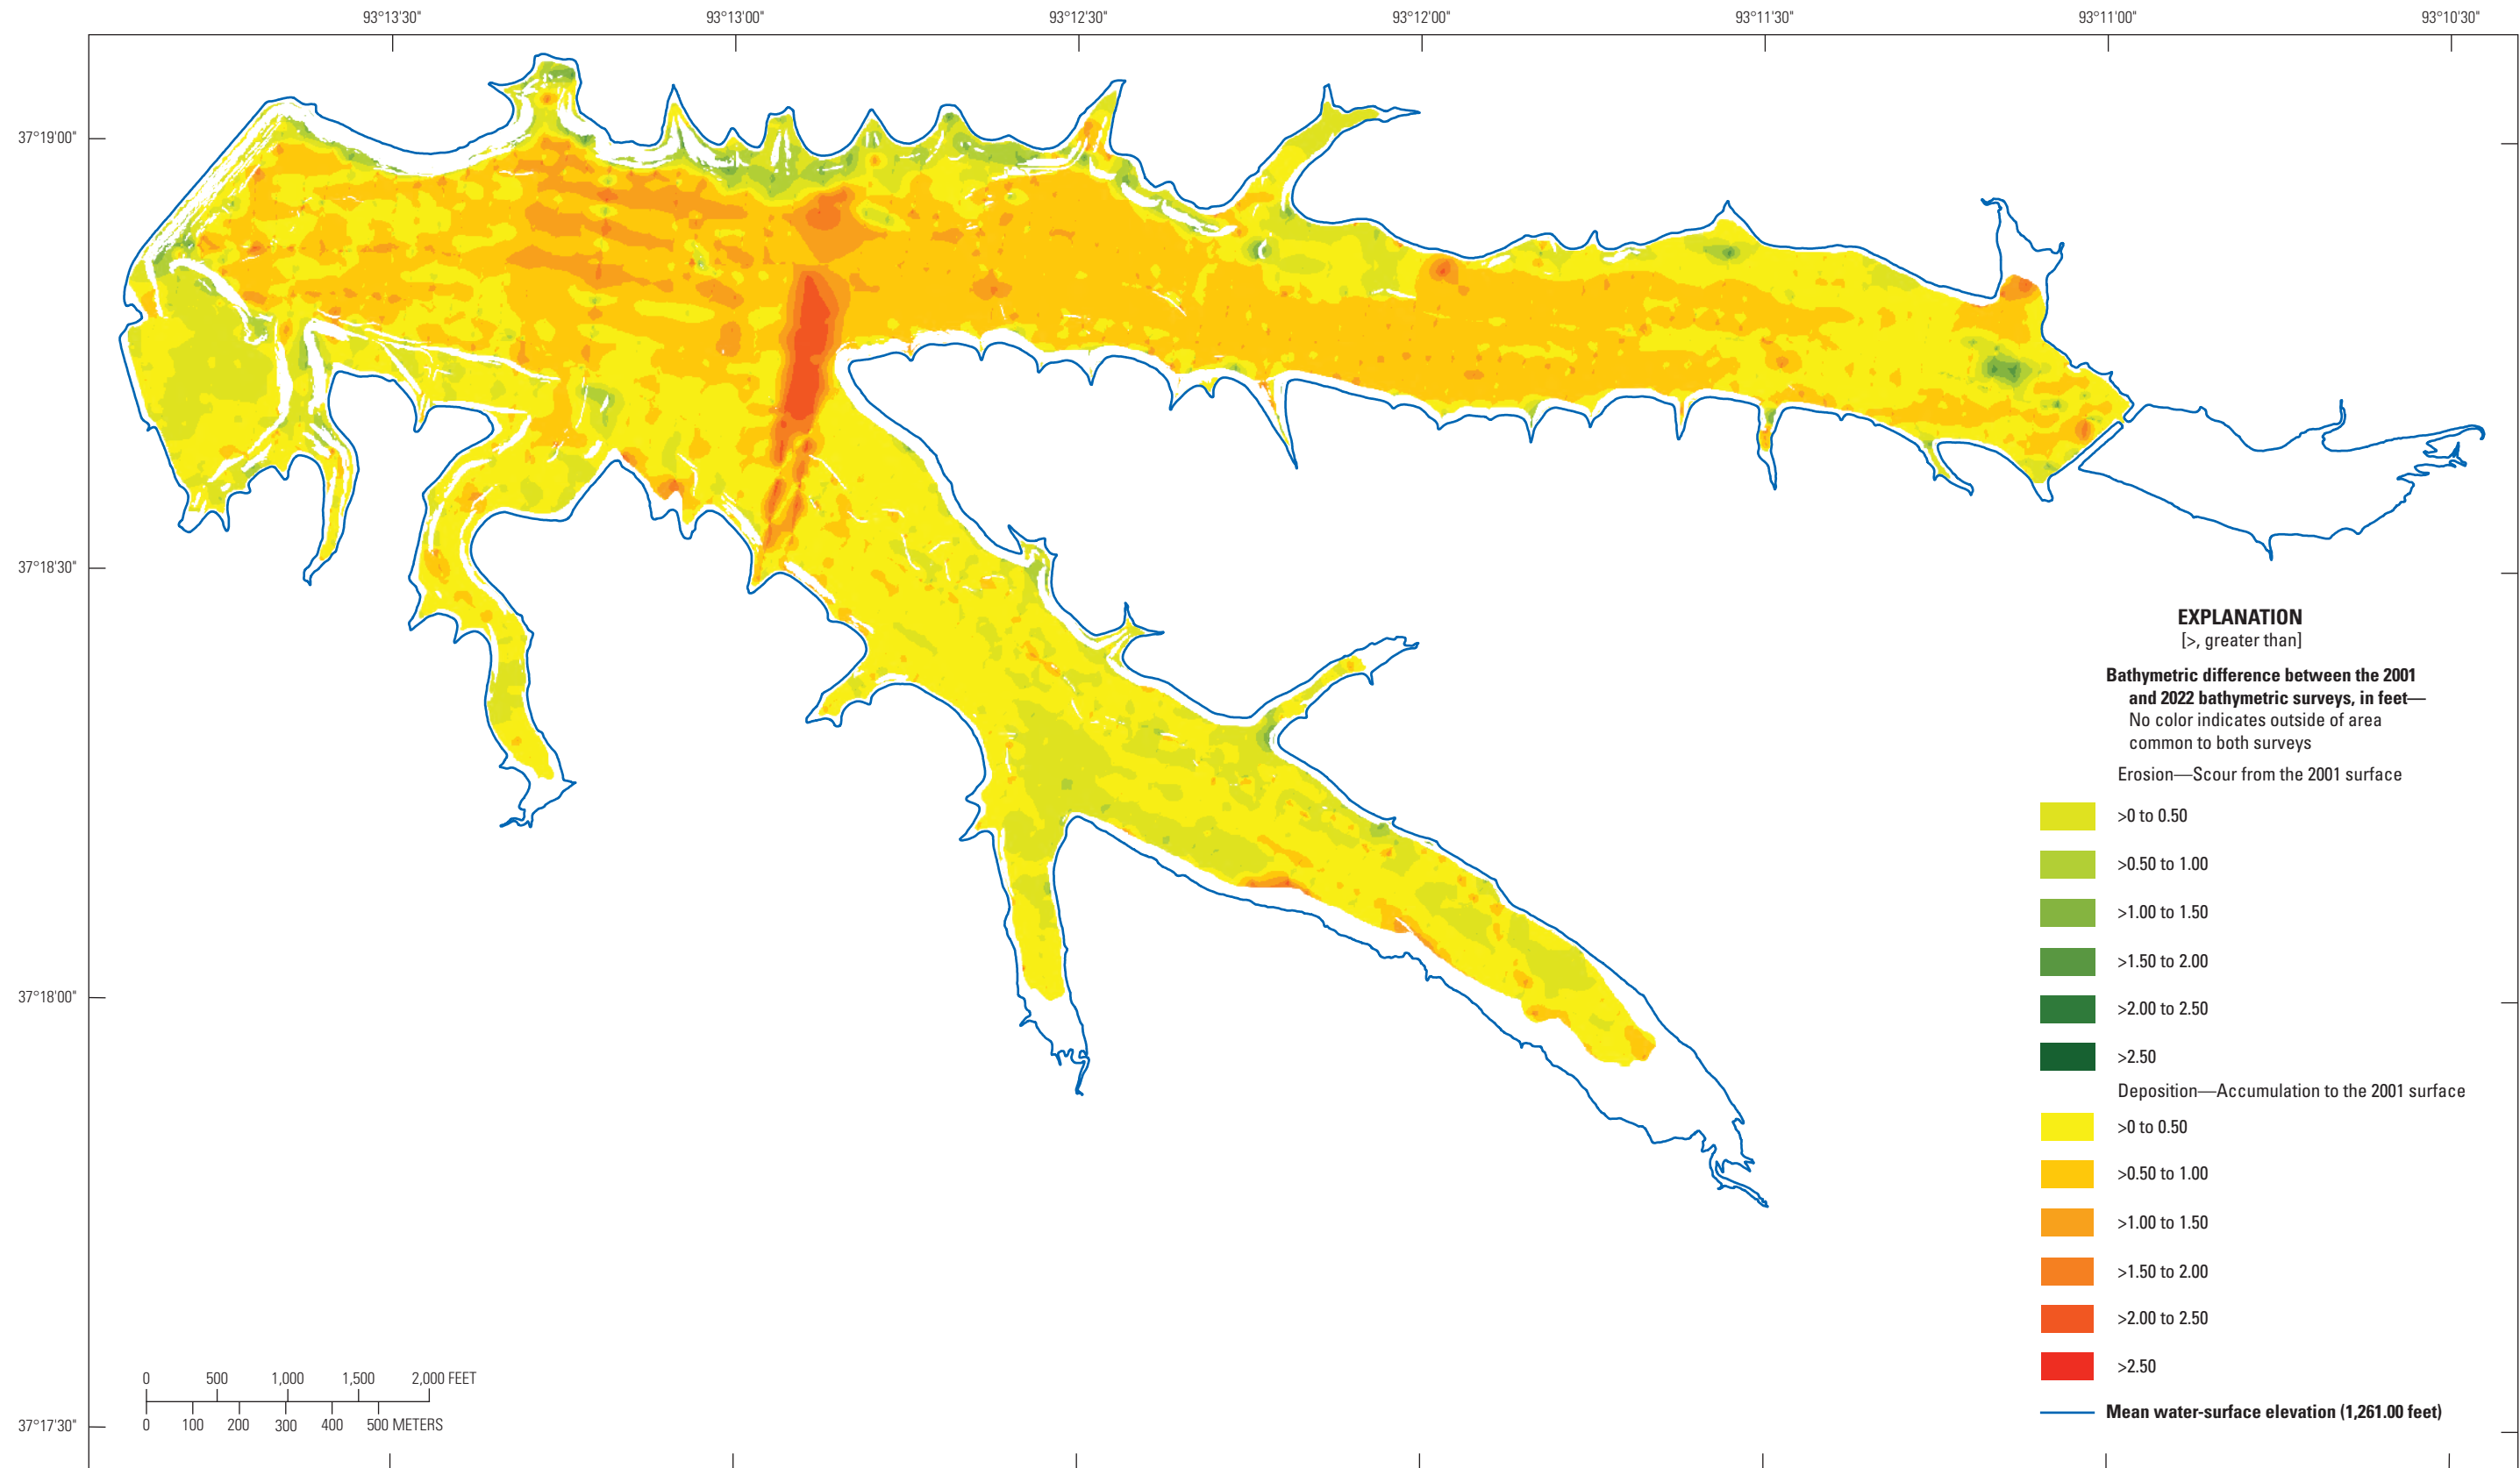 93°13'30"
93°13'00"
93°12'30"
93°12'00"
93°11'30"
93°11'00"
93°10'30"
37°19'00"
37°18'30"
37°18'00"
37°17'30"
EXPLANATION
[>, greater than]
Bathymetric difference between the 2001
and 2022 bathymetric surveys, in feet—
No color indicates outside of area
common to both surveys
Erosion—Scour from the 2001 surface
>0 to 0.50
>0.50 to 1.00
>1.00 to 1.50
>1.50 to 2.00
>2.00 to 2.50
>2.50
Deposition—Accumulation to the 2001 surface
>0 to 0.50
>0.50 to 1.00
>1.00 to 1.50
>1.50 to 2.00
>2.00 to 2.50
>2.50
Mean water-surface elevation (1,261.00 feet)
0 500 1,000 1,500 2,000 FEET
0 100 200 300 400 500 METERS